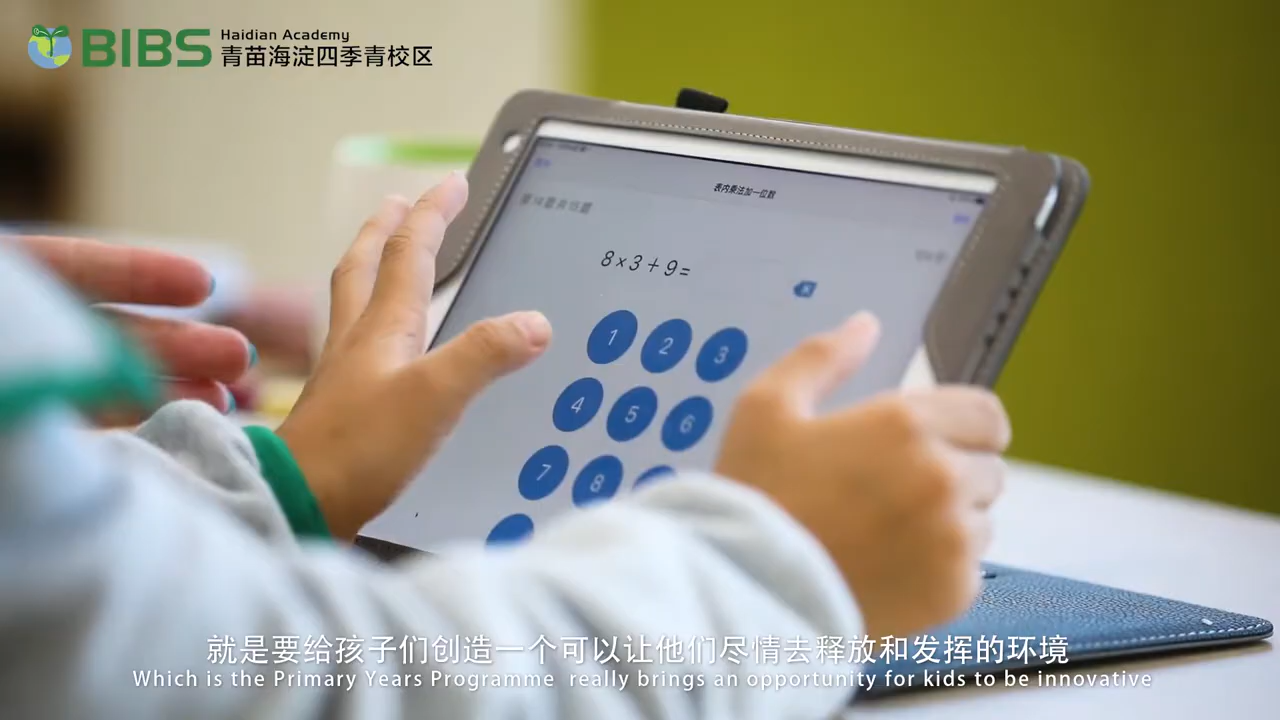 BIBS
Haidian Academy
青苗海淀四季青校区
表内乘法加一位数
8×3+9=
1 2 3
4 5 6
7 8
就是要给孩子们创造一个可以让他们尽情去释放和发挥的环境
Which is the Primary Years Programme really brings an opportunity for kids to be innovative